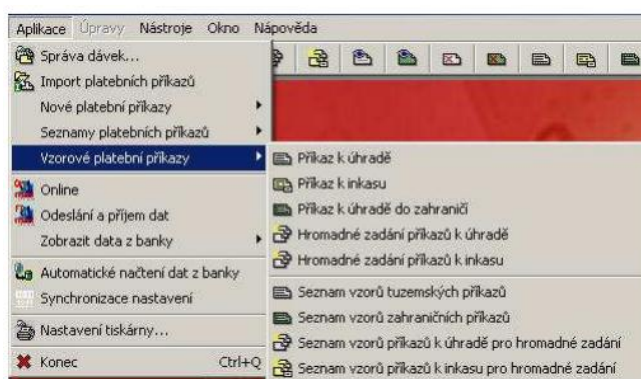 Aplikace Úpravy Nástroje Okno Nápověda
Správa dávek...
Import platebních příkazů
Nové platební příkazy
Seznamy platebních příkazů
Vzorové platební příkazy
Online
Odeslání a příjem dat
Zobrazit data z banky
Automatické načtení dat z banky
Synchronizace nastavení
Nastavení tiskárny...
Konec Ctrl+Q
Příkaz k úhradě
Příkaz k inkasu
Příkaz k úhradě do zahraničí
Hromadné zadání příkazů k úhradě
Hromadné zadání příkazů k inkasu
Seznam vzorů tuzemských příkazů
Seznam vzorů zahraničních příkazů
Seznam vzorů příkazů k úhradě pro hromadné zadání
Seznam vzorů příkazů k inkasu pro hromadné zadání